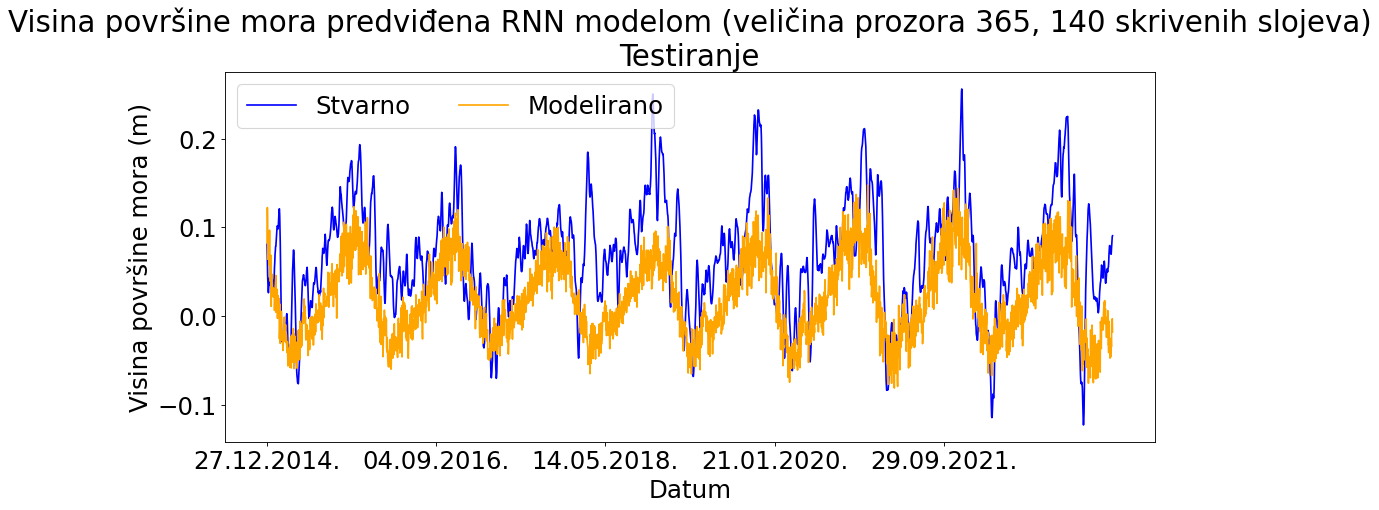 Visina površine mora predviđena RNN modelom (veličina prozora 365, 140 skrivenih slojeva)
Testiranje
Stvarno
Modelirano
Visina površine mora (m)
0.2
0.1
0.0
−0.1
27.12.2014.
04.09.2016.
14.05.2018.
21.01.2020.
29.09.2021.
Datum